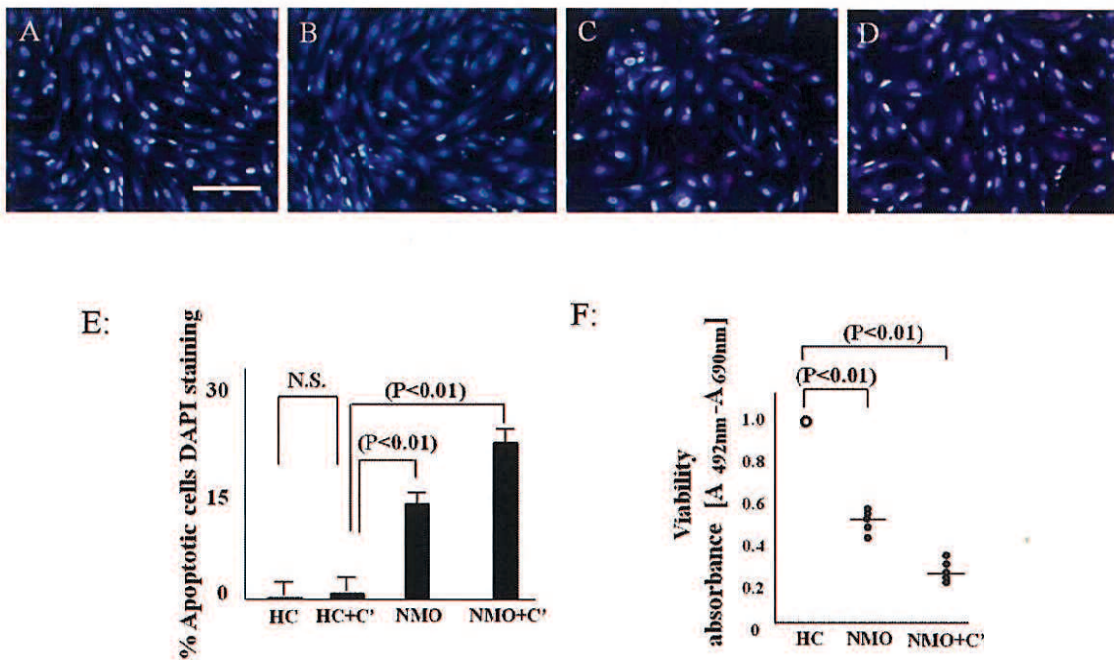 A
B
C
D
E:
% Apoptotic cells DAPI staining
30
15
0
N.S.
(P<0.01)
(P<0.01)
HC
HC+C'
NMO
NMO+C'
F:
Viability
absorbance [A 492nm-A 690nm]
1.0
0.8
0.6
0.4
0.2
0
(P<0.01)
(P<0.01)
HC
NMO
NMO+C'